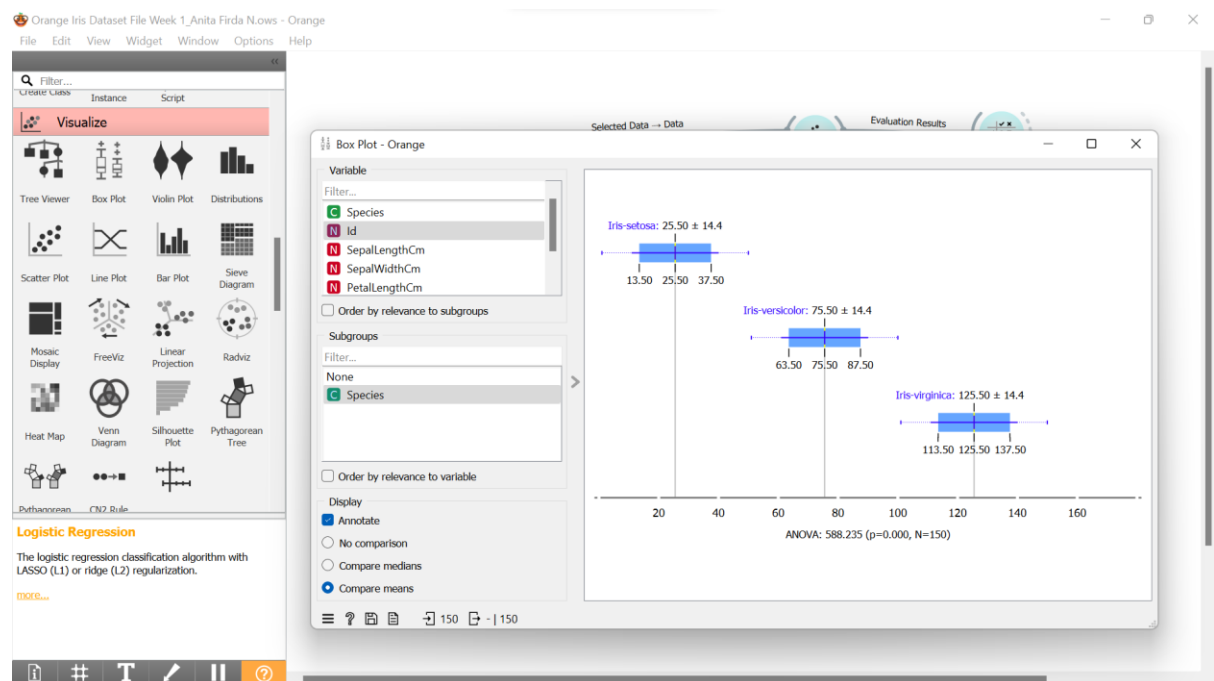 Orange Iris Dataset File Week 1_Anita Firda N.ows - Orange
File Edit View Widget Window Options Help
Filter...
Create Class Instance Script
Visualize
Tree Viewer Box Plot Violin Plot Distributions
Scatter Plot Line Plot Bar Plot Sieve Diagram
Mosaic Display FreeViz Linear Projection Radviz
Heat Map Venn Diagram Silhouette Plot Pythagorean Tree
Pythagorean CN2 Rule
Logistic Regression
The logistic regression classification algorithm with
LASSO (L1) or ridge (L2) regularization.
more...
Selected Data → Data
Evaluation Results
Box Plot - Orange
Variable
Filter...
C Species
N Id
N SepalLengthCm
N SepalWidthCm
N PetalLengthCm
Order by relevance to subgroups
Subgroups
Filter...
None
C Species
Order by relevance to variable
Display
Annotate
No comparison
Compare medians
Compare means
150 - | 150
Iris-setosa: 25.50 ± 14.4
13.50 25.50 37.50
Iris-versicolor: 75.50 ± 14.4
63.50 75.50 87.50
Iris-virginica: 125.50 ± 14.4
113.50 125.50 137.50
20 40 60 80 100 120 140 160
ANOVA: 588.235 (p=0.000, N=150)